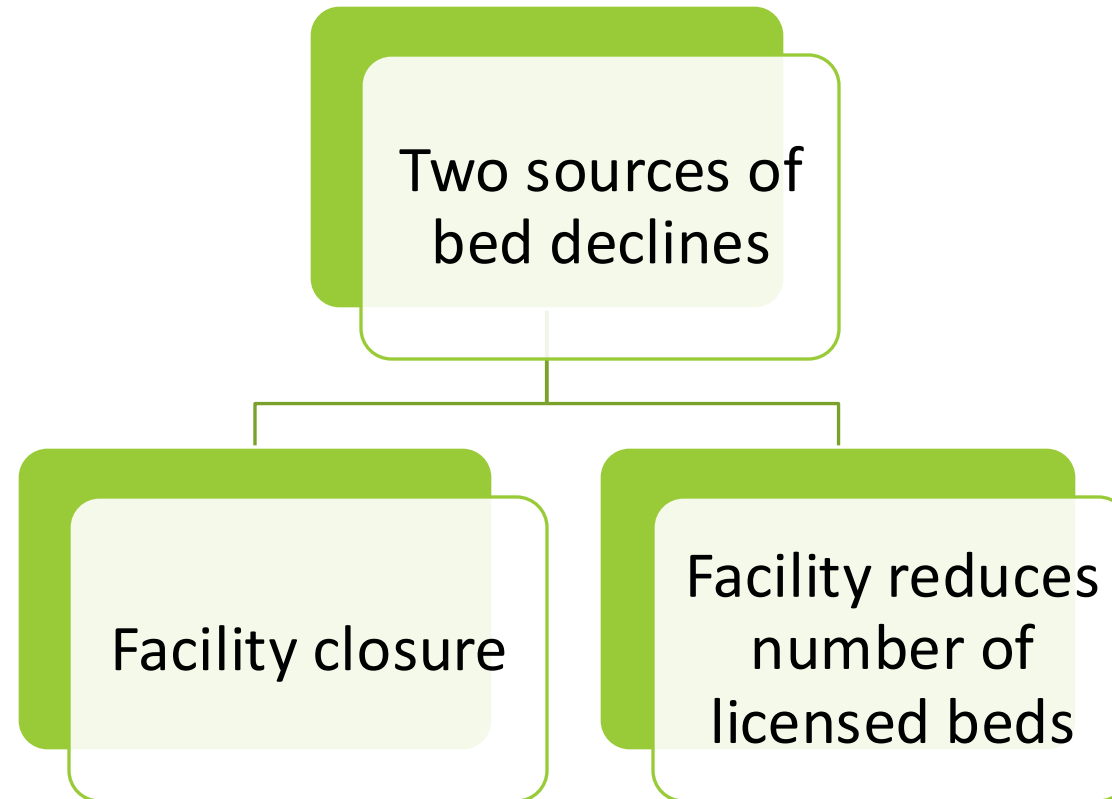 Two sources of
bed declines
Facility closure
Facility reduces
number of
licensed beds